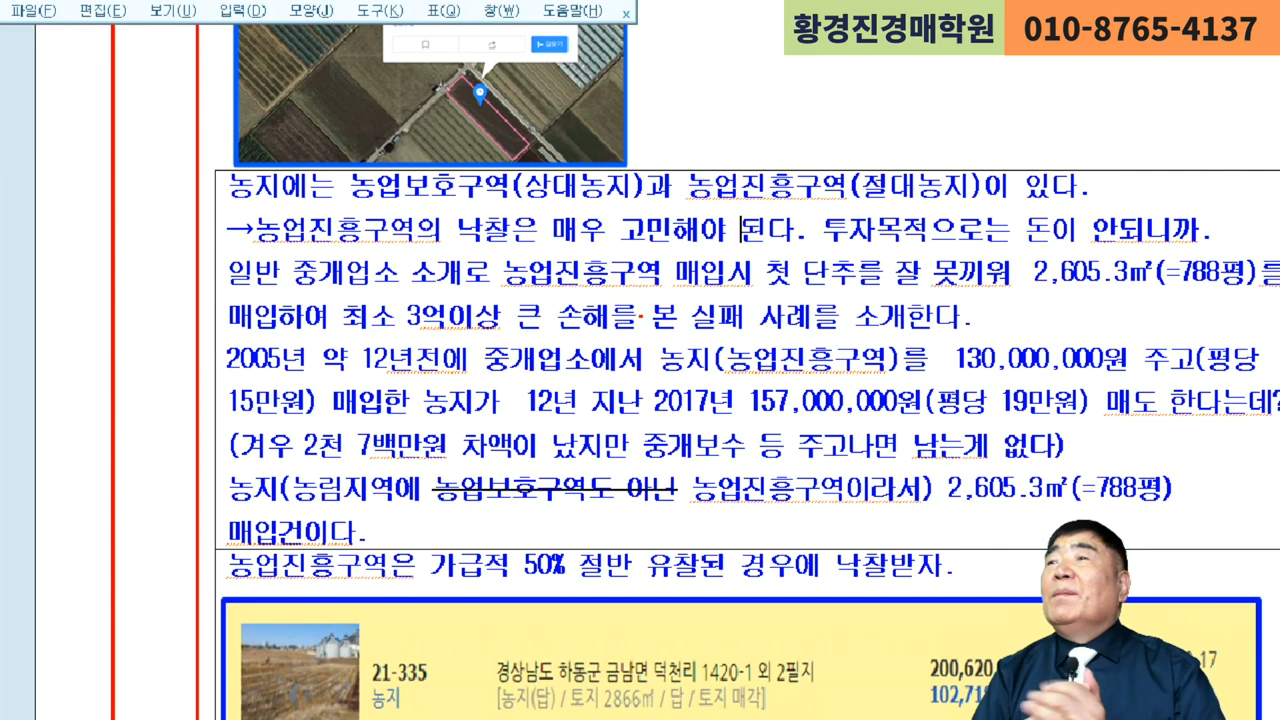 파일(F) 편집(E) 보기(U) 입력(D) 모양(J) 도구(K) 표(Q) 창(W) 도움말(H) x
황경진경매학원 010-8765-4137
농지에는 농업보호구역(상대농지)과 농업진흥구역(절대농지)이 있다.
→농업진흥구역의 낙찰은 매우 고민해야 된다. 투자목적으로는 돈이 안되니까.
일반 중개업소 소개로 농업진흥구역 매입시 첫 단추를 잘 못끼워 2,605.3㎡(=788평)를
매입하여 최소 3억이상 큰 손해를 본 실패 사례를 소개한다.
2005년 약 12년전에 중개업소에서 농지(농업진흥구역)를 130,000,000원 주고(평당
15만원) 매입한 농지가 12년 지난 2017년 157,000,000원(평당 19만원) 매도 한다는데?
(겨우 2천 7백만원 차액이 났지만 중개보수 등 주고나면 남는게 없다)
농지(농림지역에 농업보호구역도 아닌 농업진흥구역이라서) 2,605.3㎡(=788평)
매입건이다.
농업진흥구역은 가급적 50% 절반 유찰된 경우에 낙찰받자.
21-335 경상남도 하동군 금남면 덕천리 1420-1 외 2필지 200,620
농지 [농지(답) / 토지 2866㎡ / 답 / 토지 매각]